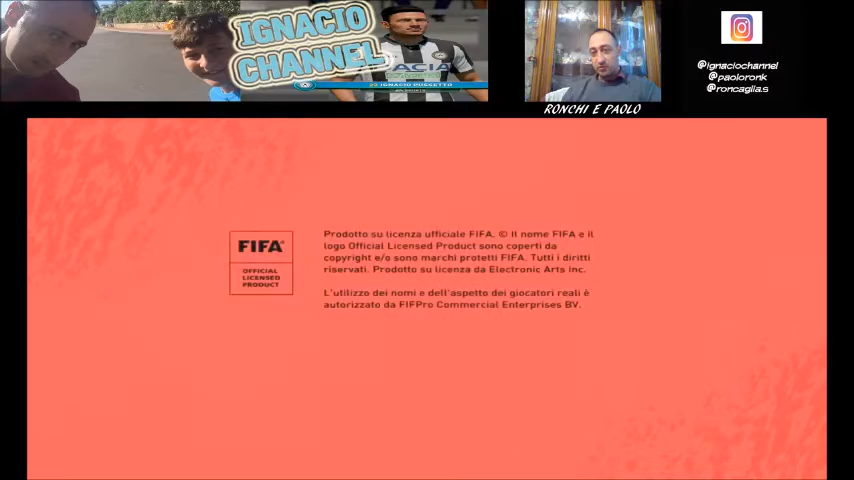 IGNACIO
CHANNEL
ACIA
IGNACIO PUSSETTO
RONCHI E PAOLO
@ignaciochannel
@paoloronk
@roncaglia.s
FIFA
OFFICIAL
LICENSED
PRODUCT
Prodotto su licenza ufficiale FIFA. © Il nome FIFA e il
logo Official Licensed Product sono coperti da
copyright e/o sono marchi protetti FIFA. Tutti i diritti
riservati. Prodotto su licenza da Electronic Arts Inc.
L'utilizzo dei nomi e dell'aspetto dei giocatori reali è
autorizzato da FIFPro Commercial Enterprises BV.